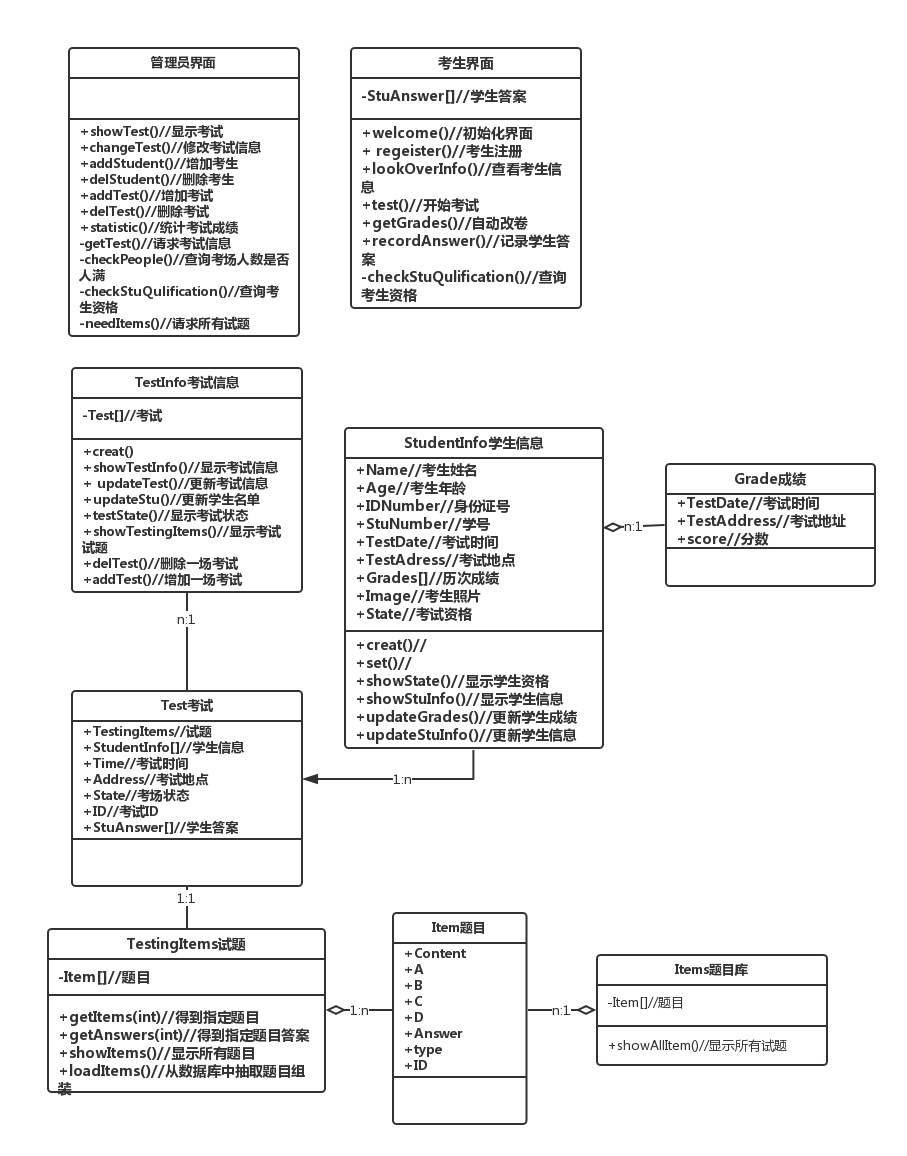 管理员界面
+showTest()//显示考试
+changeTest()//修改考试信息
+addStudent()//增加考生
+delStudent()//删除考生
+addTest()//增加考试
+delTest()//删除考试
+statistic()//统计考试成绩
-getTest()//请求考试信息
-checkPeople()//查询考场人数是否
人满
-checkStuQulification()//查询考
生资格
-needItems()//请求所有试题
考生界面
-StuAnswer[]//学生答案
+welcome()//初始化界面
+ regeister()//考生注册
+lookOverInfo()//查看考生信
息
+test()//开始考试
+getGrades()//自动改卷
+recordAnswer()//记录学生答
案
-checkStuQulification()//查询
考生资格
TestInfo考试信息
-Test[]//考试
+creat()
+showTestInfo()//显示考试信息
+ updateTest()//更新考试信息
+updateStu()//更新学生名单
+testState()//显示考试状态
+showTestingItems()//显示考试
试题
+delTest()//删除一场考试
+addTest()//增加一场考试
StudentInfo学生信息
+Name//考生姓名
+Age//考生年龄
+IDNumber//身份证号
+StuNumber//学号
+TestDate//考试时间
+TestAdress//考试地点
+Grades[]//历次成绩
+Image//考生照片
+State//考试资格
+creat()//
+set()//
+showState()//显示学生资格
+showStuInfo()//显示学生信息
+updateGrades()//更新学生成绩
+updateStuInfo()//更新学生信息
n:1
Grade成绩
+TestDate//考试时间
+TestAddress//考试地址
+score//分数
n:1
Test考试
+TestingItems//试题
+StudentInfo[]//学生信息
+Time//考试时间
+Address//考试地点
+State//考场状态
+ID//考试ID
+StuAnswer[]//学生答案
1:n
1:1
TestingItems试题
-Item[]//题目
+getItems(int)//得到指定题目
+getAnswers(int)//得到指定题目答案
+showItems()//显示所有题目
+loadItems()//从数据库中抽取题目组
装
1:n
Item题目
+Content
+A
+B
+C
+D
+Answer
+type
+ID
n:1
Items题目库
-Item[]//题目
+showAllItem()//显示所有试题